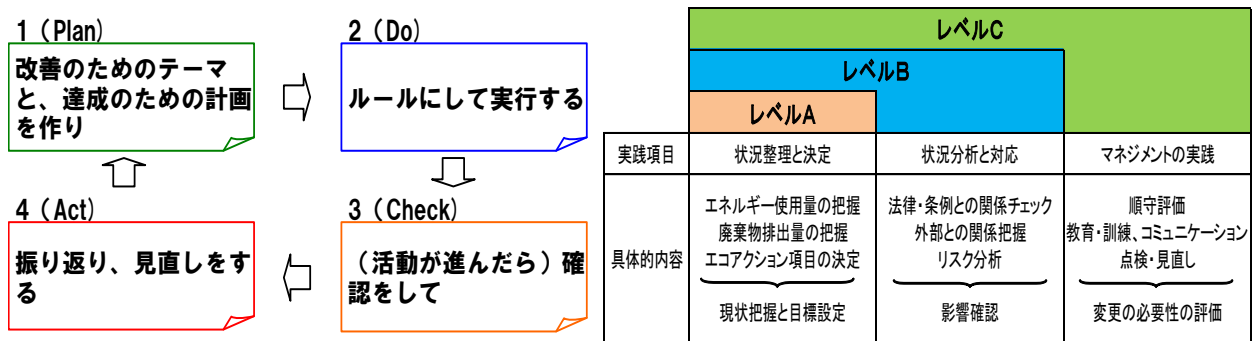 1（Plan）
改善のためのテーマ
と、達成のための計画
を作り
2（Do）
ルールにして実行する
4（Act）
振り返り、見直しをす
る
3（Check）
（活動が進んだら）確
認をして
レベルC
レベルB
レベルA
実践項目
状況整理と決定
状況分析と対応
マネジメントの実践
具体的内容
エネルギー使用量の把握
廃棄物排出量の把握
エコアクション項目の決定
現状把握と目標設定
法律・条例との関係チェック
外部との関係把握
リスク分析
影響確認
順守評価
教育・訓練、コミュニケーション
点検・見直し
変更の必要性の評価